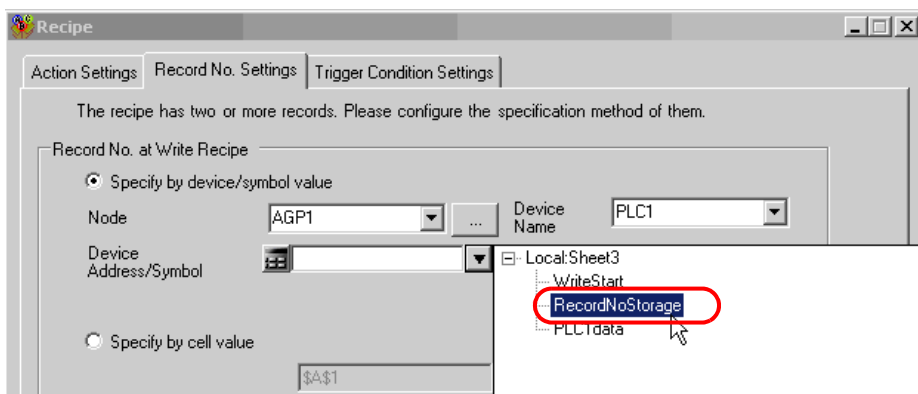 Recipe
Action Settings Record No. Settings Trigger Condition Settings
The recipe has two or more records. Please configure the specification method of them.
Record No. at Write Recipe
Specify by device/symbol value
Node AGP1 ... Device Name PLC1
Device Address/Symbol
Local:Sheet3
WriteStart
RecordNoStorage
PLC1data
Specify by cell value
$A$1